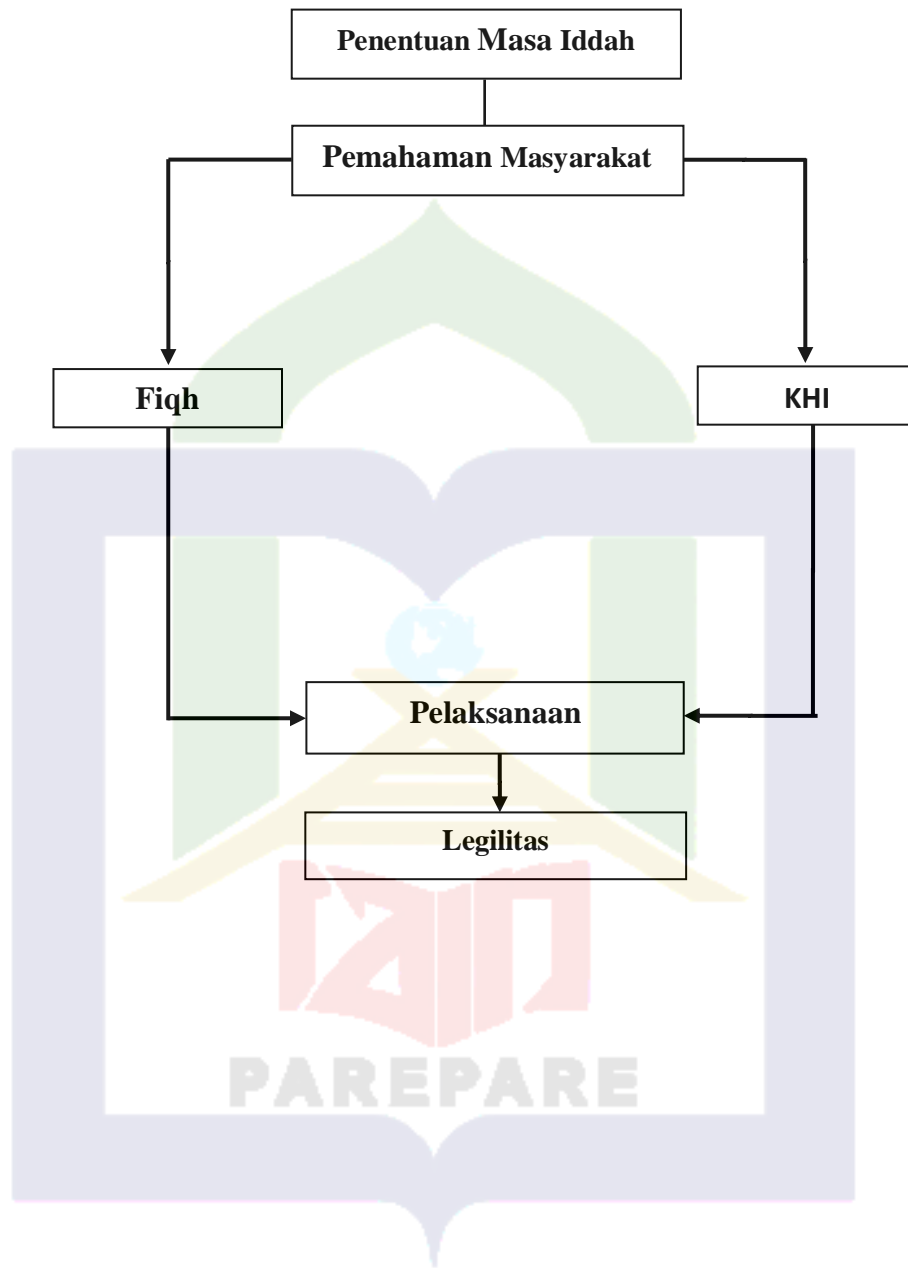 Penentuan Masa Iddah
Pemahaman Masyarakat
Fiqh
KHI
Pelaksanaan
Legilitas
PAREPARE